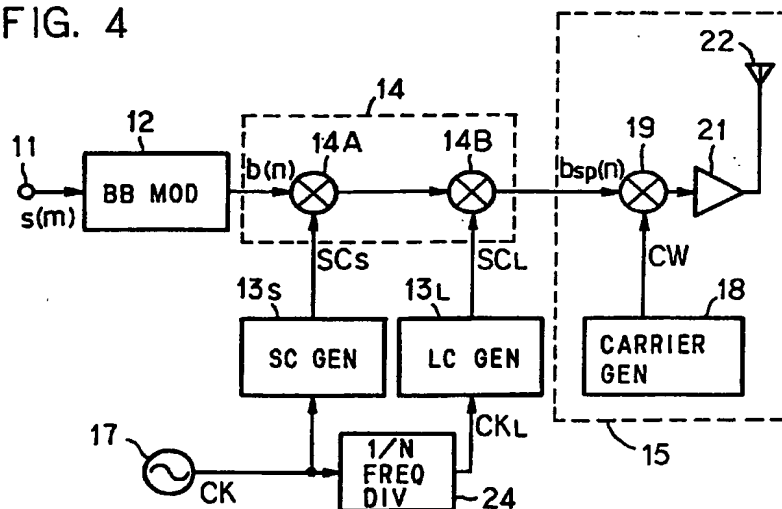 FIG. 4
22
14
12
14A
14B
19
21
11
b(n)
bsp(n)
s(m)
BB MOD
SCS
SCL
CW
13S
13L
18
SC GEN
LC GEN
CARRIER
GEN
17
CKL
15
CK
1/N
FREQ
DIV
24